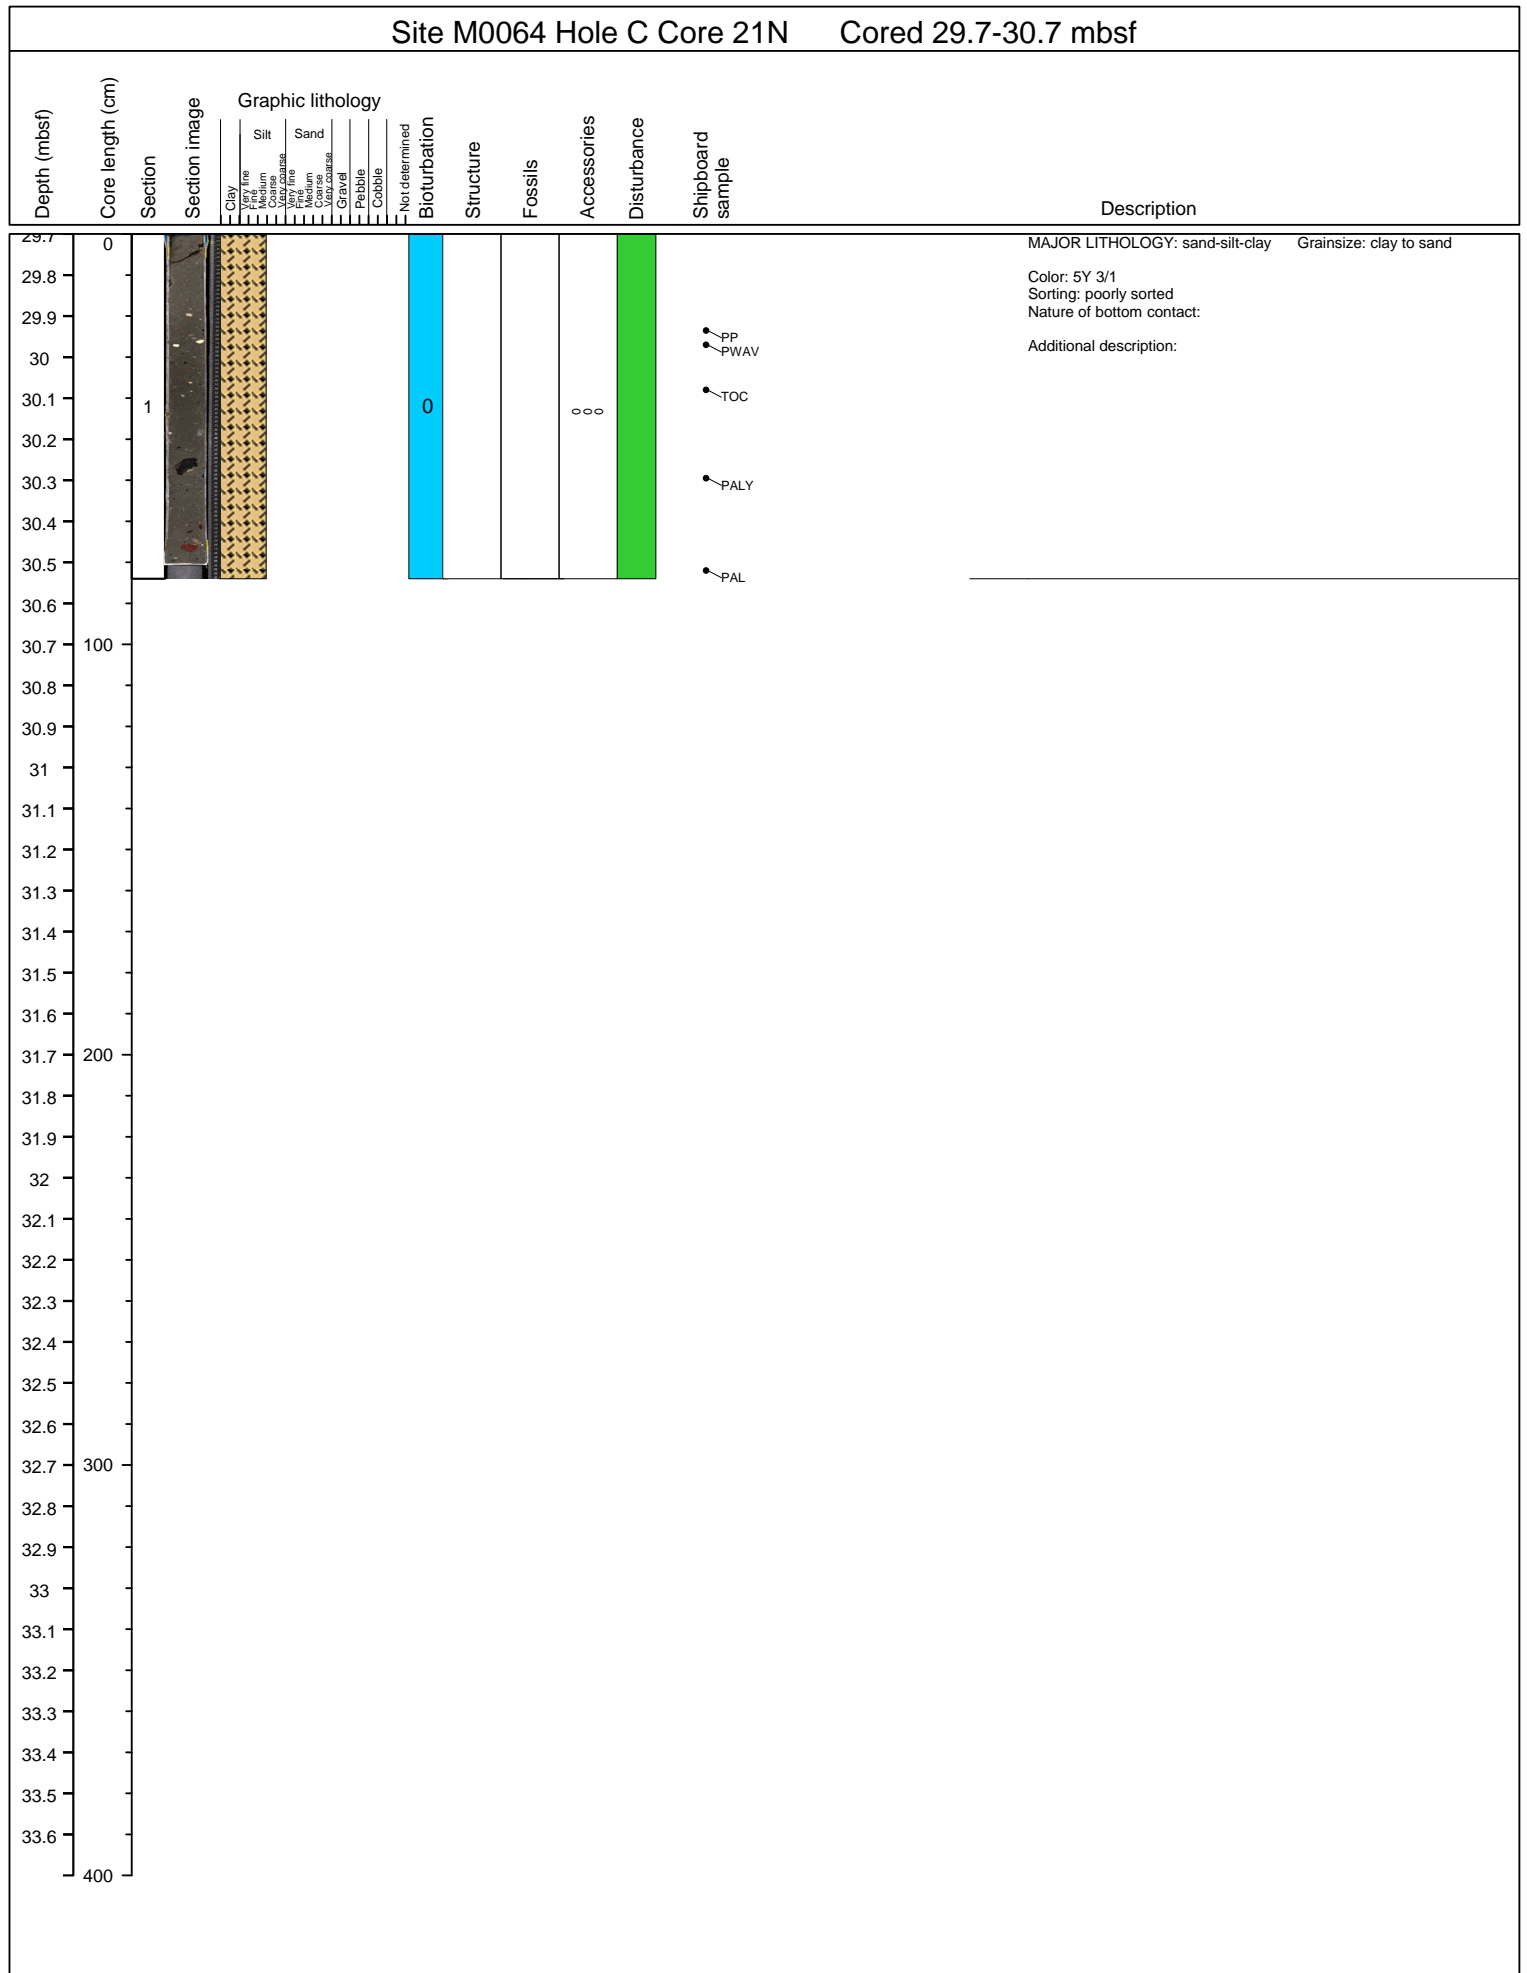 Site M0064 Hole C Core 21N Cored 29.7-30.7 mbsf
Depth (mbsf)
Core length (cm)
Section
Section image
Graphic lithology
Clay
Silt
Very fine
Fine
Medium
Coarse
Very coarse
Sand
Very fine
Fine
Medium
Coarse
Very coarse
Gravel
Pebble
Cobble
Not determined
Bioturbation
Structure
Fossils
Accessories
Disturbance
Shipboard
sample
Description
29.7
29.8
29.9
30
30.1
30.2
30.3
30.4
30.5
30.6
30.7
30.8
30.9
31
31.1
31.2
31.3
31.4
31.5
31.6
31.7
31.8
31.9
32
32.1
32.2
32.3
32.4
32.5
32.6
32.7
32.8
32.9
33
33.1
33.2
33.3
33.4
33.5
33.6
0
100
200
300
400
1
0
PP
PWAV
TOC
PALY
PAL
MAJOR LITHOLOGY: sand-silt-clay Grainsize: clay to sand
Color: 5Y 3/1
Sorting: poorly sorted
Nature of bottom contact:
Additional description: